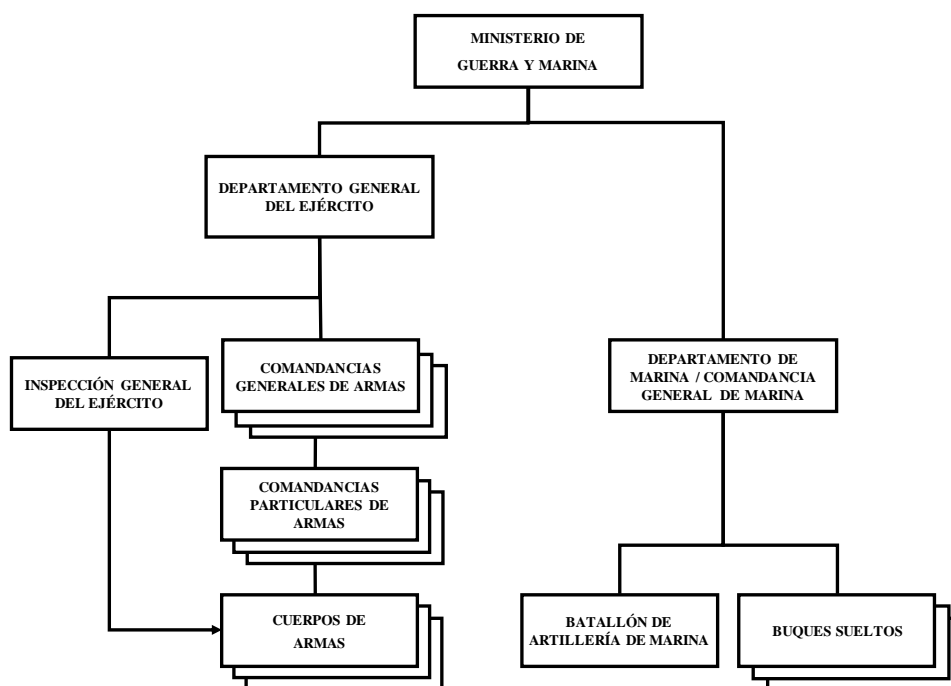 MINISTERIO DE
GUERRA Y MARINA
DEPARTAMENTO GENERAL
DEL EJÉRCITO
INSPECCIÓN GENERAL
DEL EJÉRCITO
COMANDANCIAS
GENERALES DE ARMAS
DEPARTAMENTO DE
MARINA / COMANDANCIA
GENERAL DE MARINA
COMANDANCIAS
PARTICULARES DE
ARMAS
CUERPOS DE
ARMAS
BATALLÓN DE
ARTILLERÍA DE MARINA
BUQUES SUELTOS